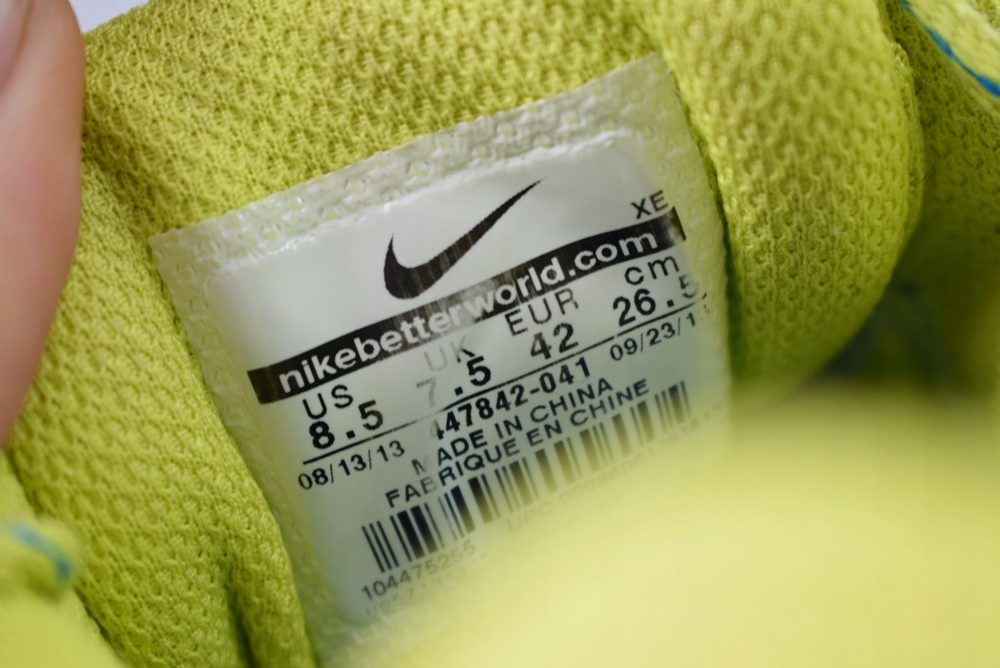 XE
nikebetterworld.com
US UK EUR cm
8.5 7.5 42 26.5
08/13/13 447842-041 09/23/13
MADE IN CHINA
FABRIQUE EN CHINE